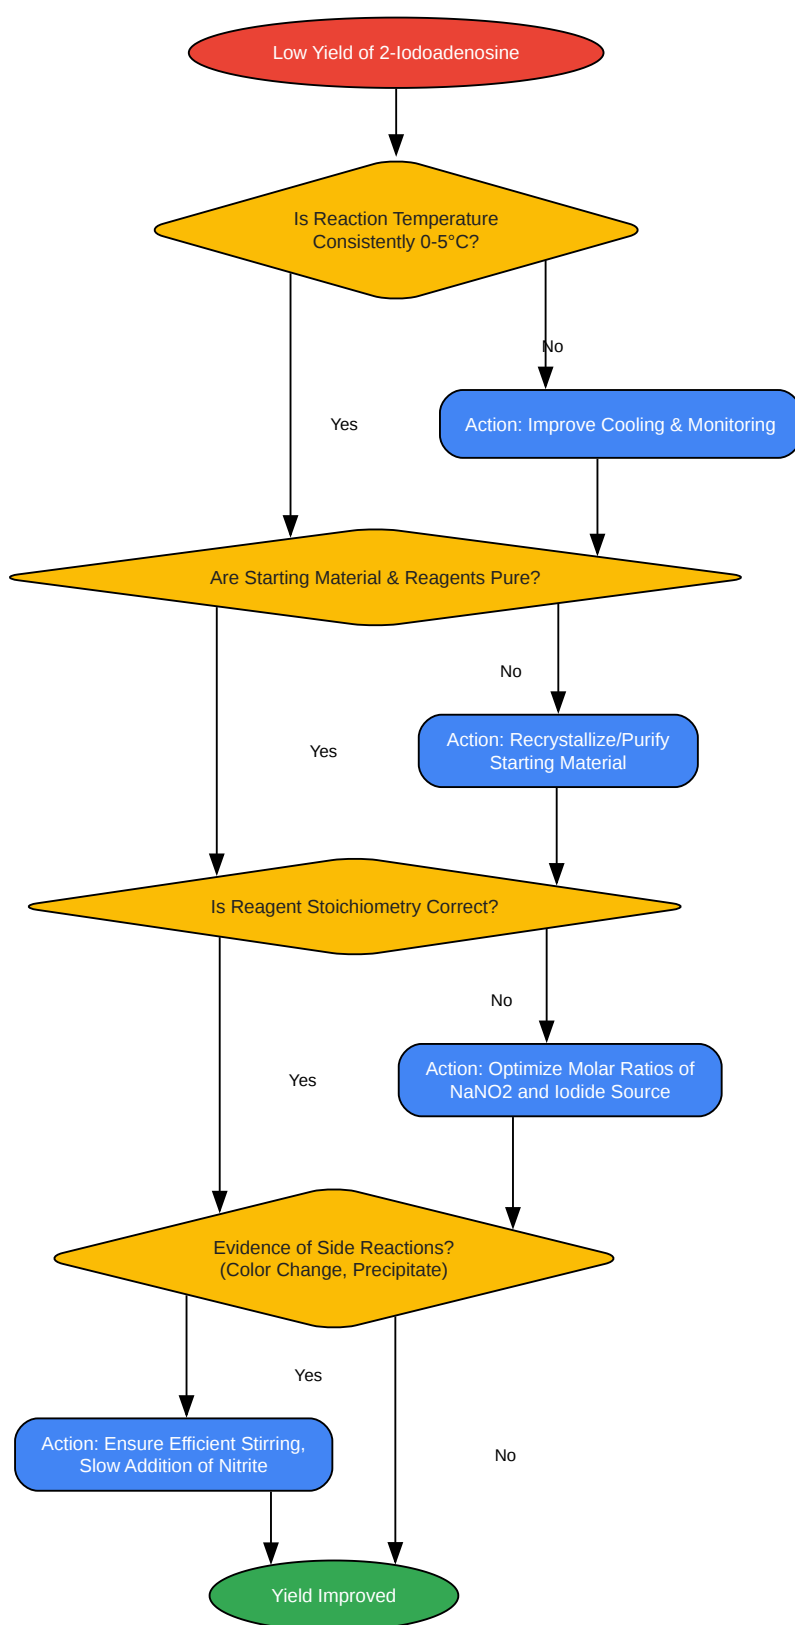 Low Yield of 2-Iodoadenosine
Is Reaction Temperature
Consistently 0-5°C?
No
Yes
Action: Improve Cooling & Monitoring
Are Starting Material & Reagents Pure?
No
Yes
Action: Recrystallize/Purify
Starting Material
Is Reagent Stoichiometry Correct?
No
Yes
Action: Optimize Molar Ratios of
NaNO2 and Iodide Source
Evidence of Side Reactions?
(Color Change, Precipitate)
Yes
Action: Ensure Efficient Stirring,
Slow Addition of Nitrite
No
Yield Improved